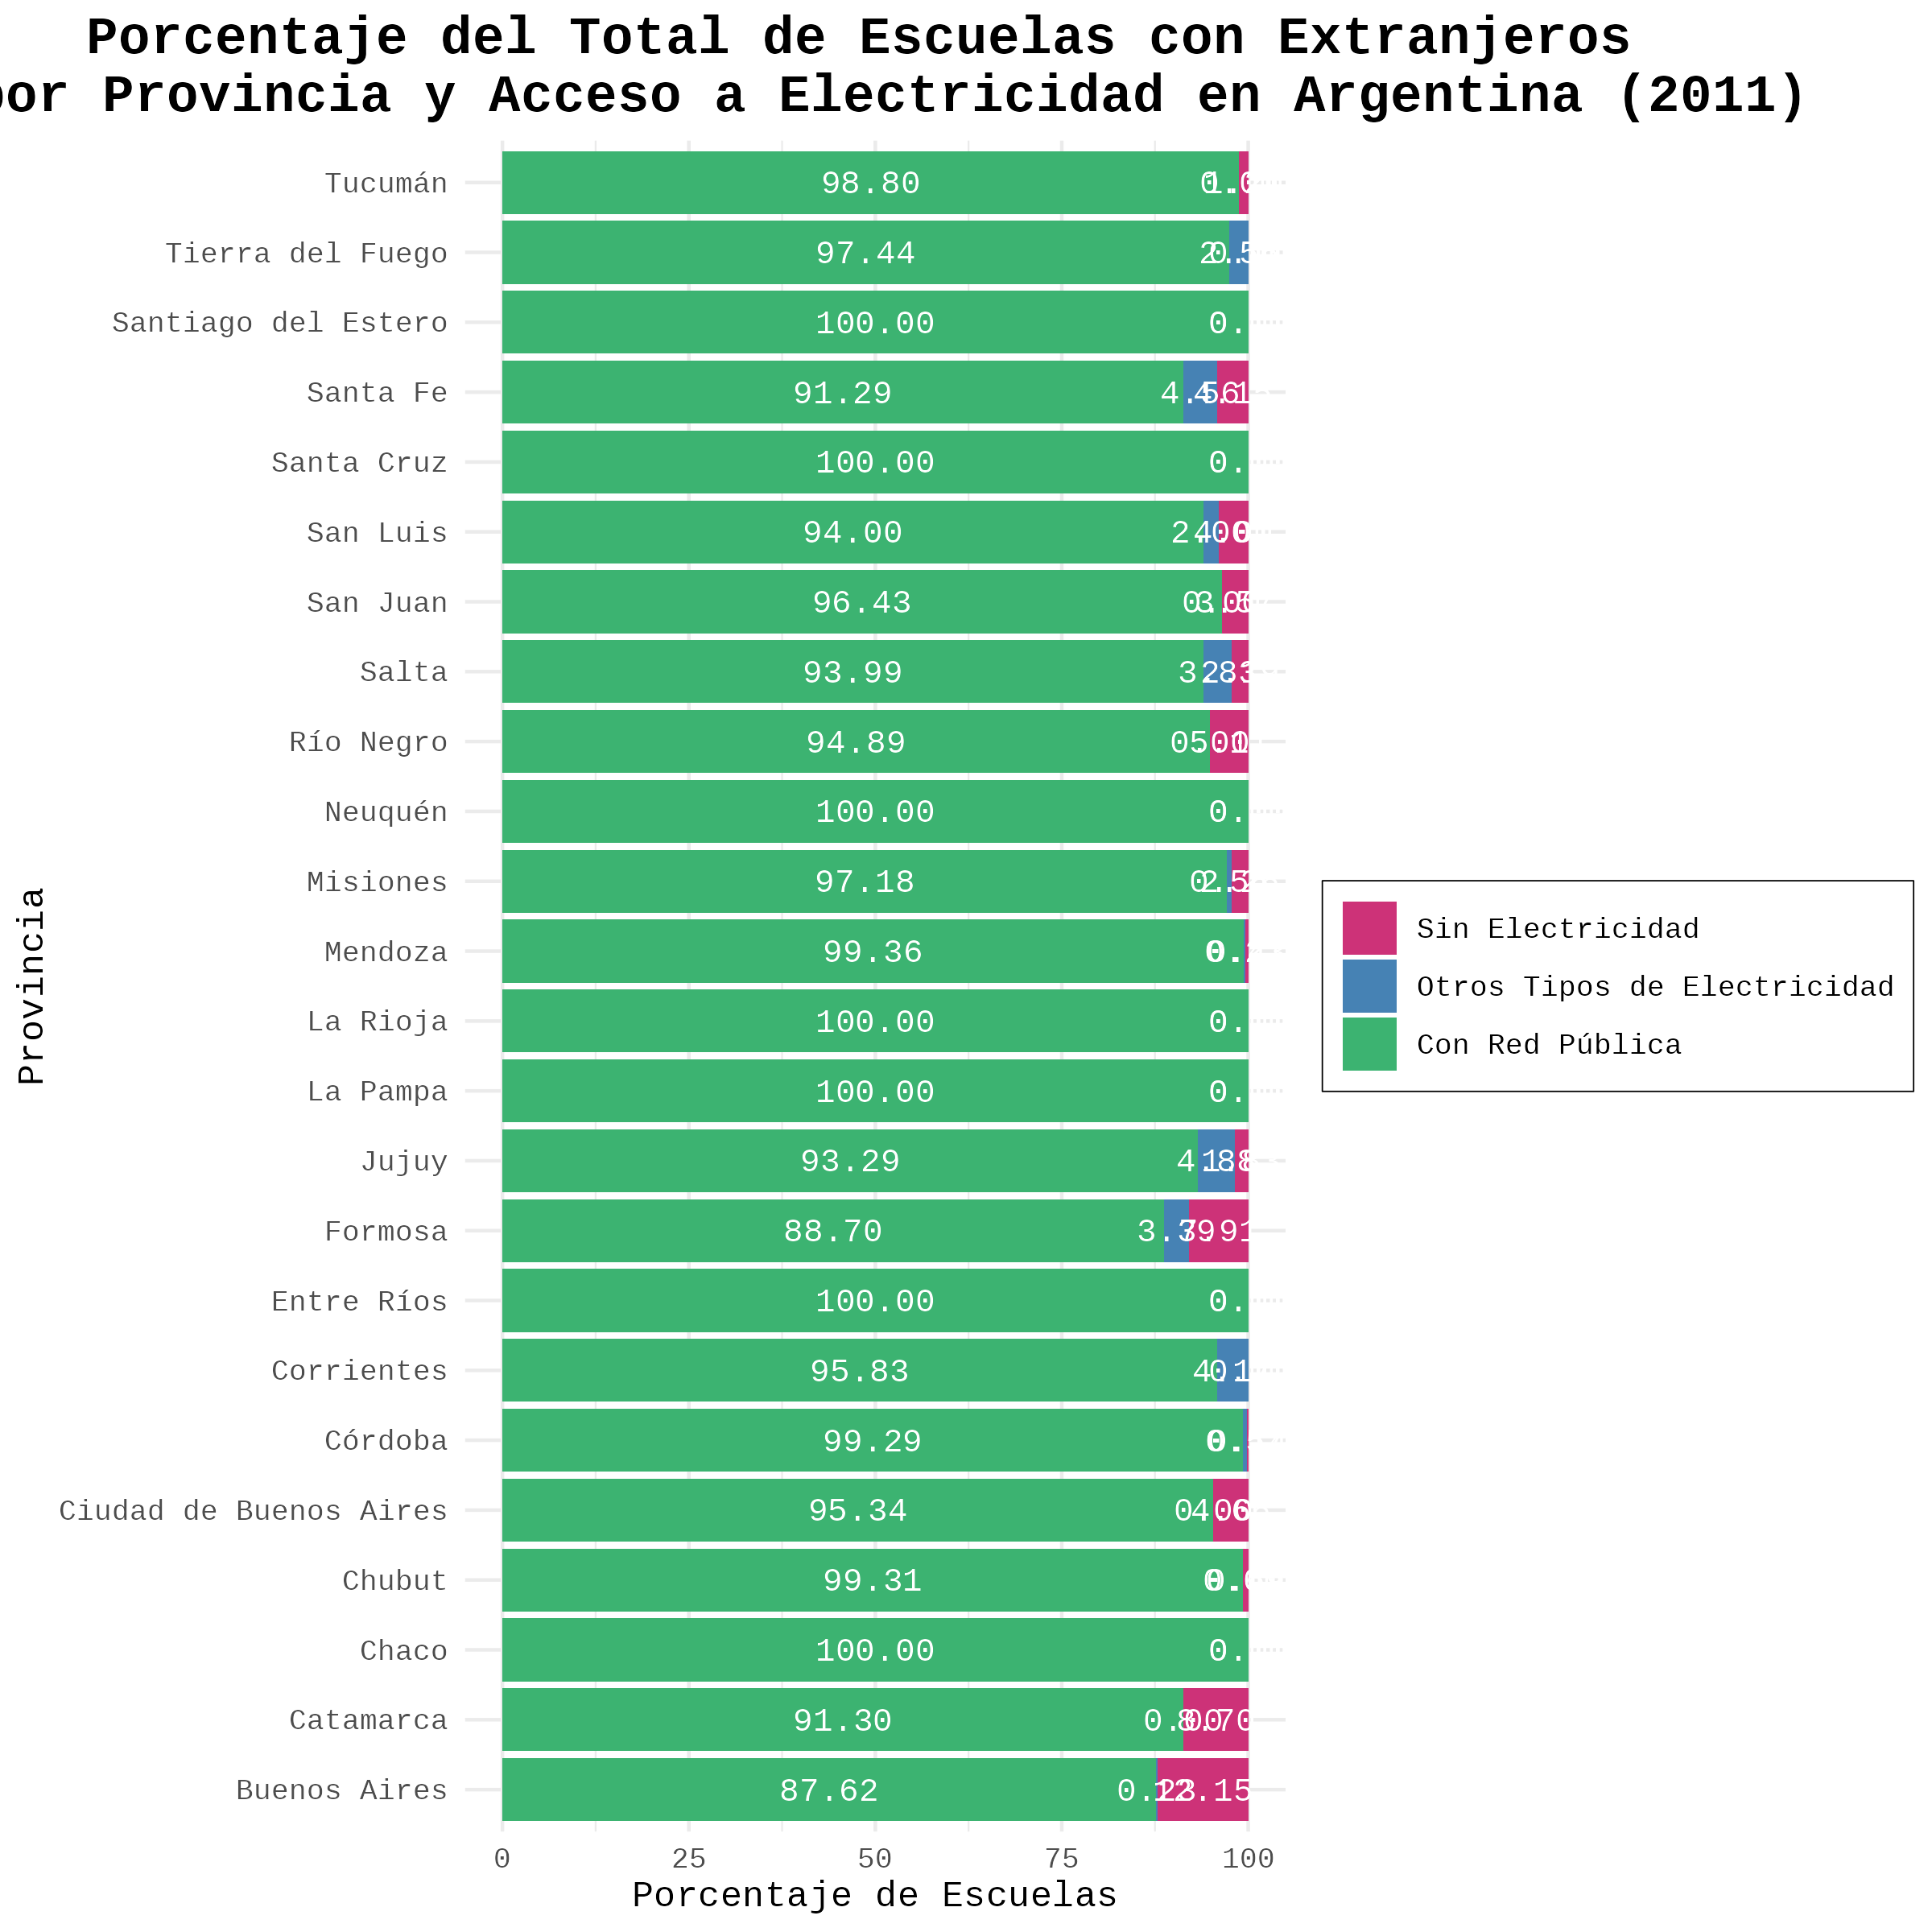 Porcentaje del Total de Escuelas con Extranjeros
Provincia y Acceso a Electricidad en Argentina (2011)
Tucumán 98.80
Tierra del Fuego 97.44
Santiago del Estero 100.00
Santa Fe 91.29
Santa Cruz 100.00
San Luis 94.00
San Juan 96.43
Salta 93.99
Río Negro 94.89
Neuquén 100.00
Misiones 97.18
Mendoza 99.36
La Rioja 100.00
La Pampa 100.00
Jujuy 93.29
Formosa 88.70
Entre Ríos 100.00
Corrientes 95.83
Córdoba 99.29
Ciudad de Buenos Aires 95.34
Chubut 99.31
Chaco 100.00
Catamarca 91.30
Buenos Aires 87.62
0 25 50 75 100
Porcentaje de Escuelas
Provincia
Sin Electricidad
Otros Tipos de Electricidad
Con Red Pública